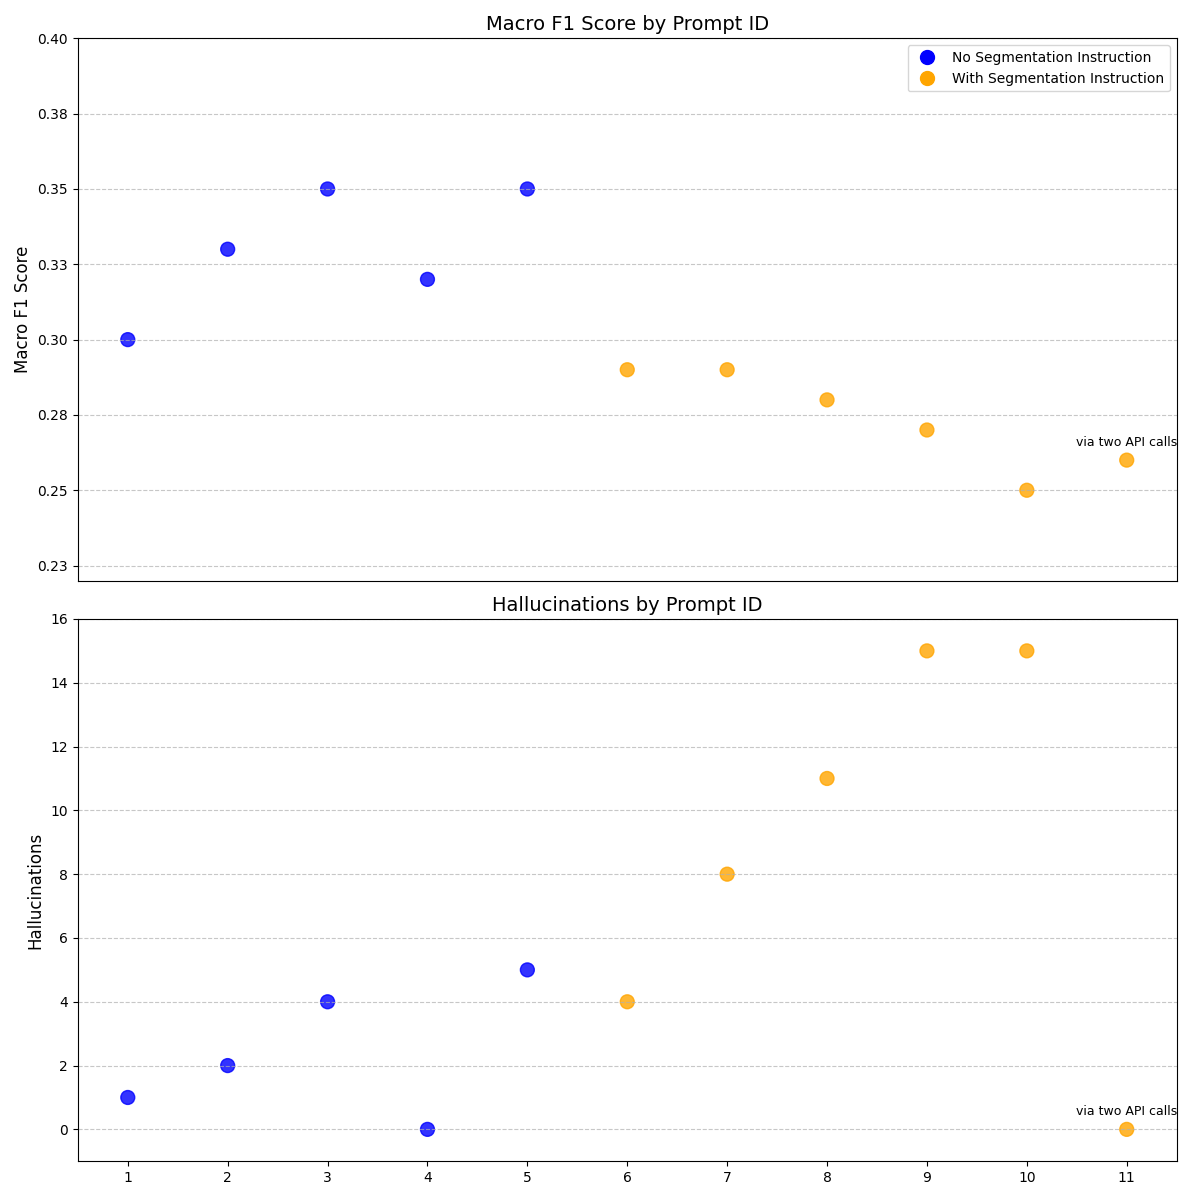 Macro F1 Score by Prompt ID
No Segmentation Instruction
With Segmentation Instruction
Macro F1 Score
0.40
0.38
0.35
0.33
0.30
0.28
0.25
0.23
via two API calls
Hallucinations by Prompt ID
Hallucinations
16
14
12
10
8
6
4
2
0
via two API calls
1 2 3 4 5 6 7 8 9 10 11